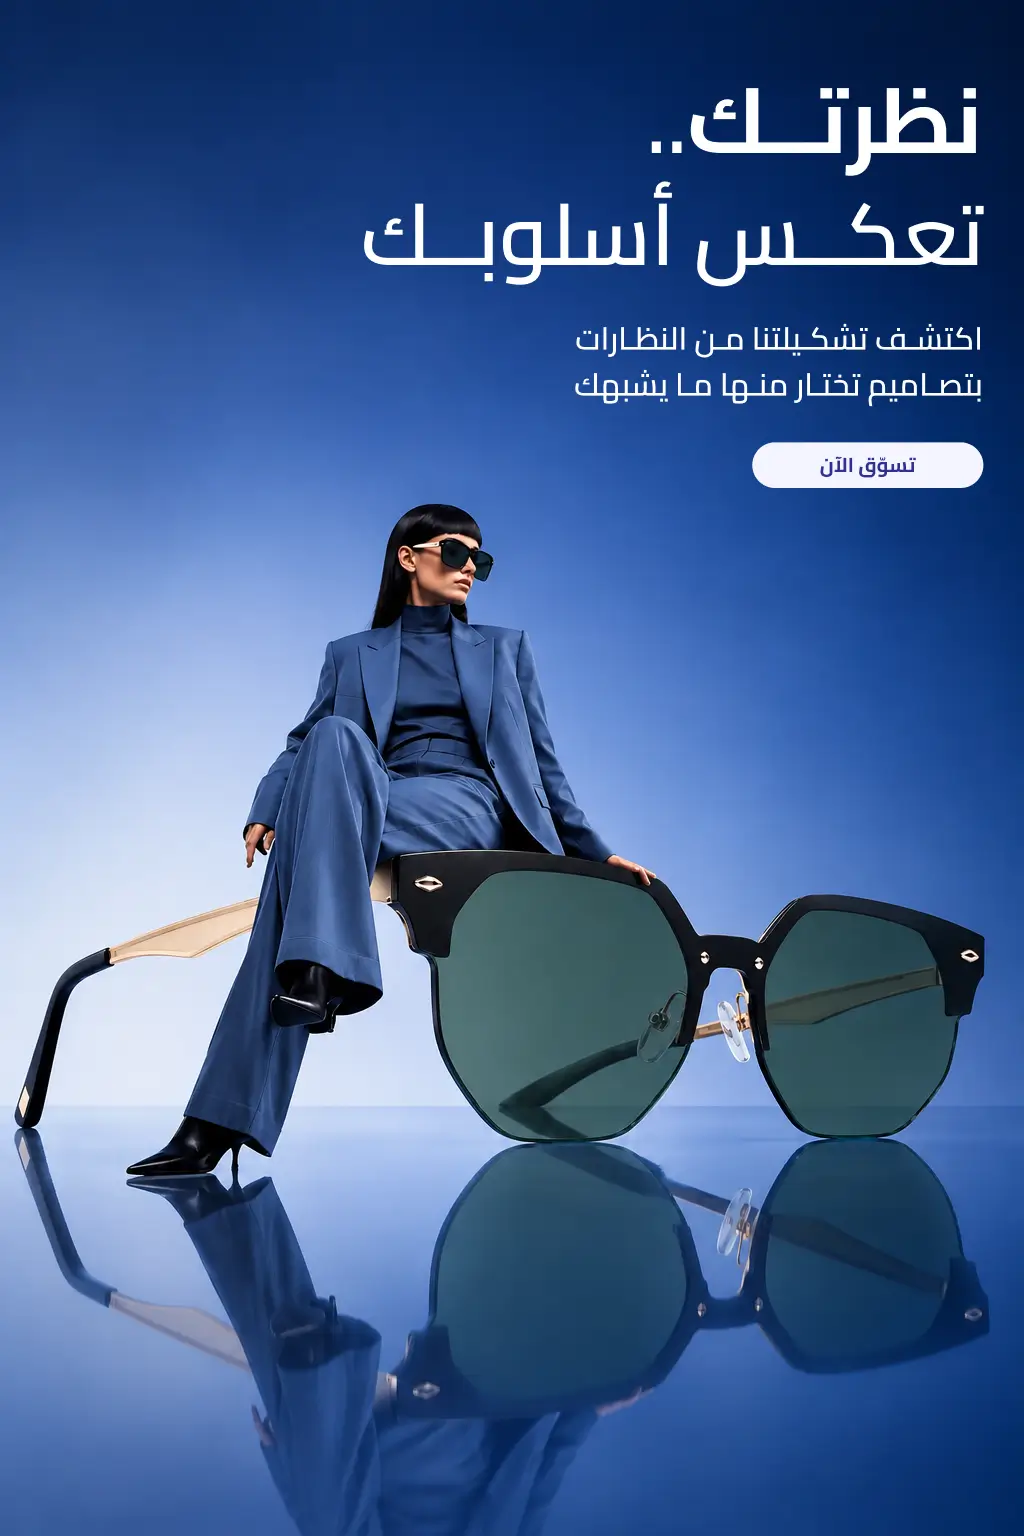 نظرتك..
تعكس أسلوبك
اكتشف تشكيلتنا من النظارات
بتصاميم تختار منها ما يشبهك
تسوّق الآن